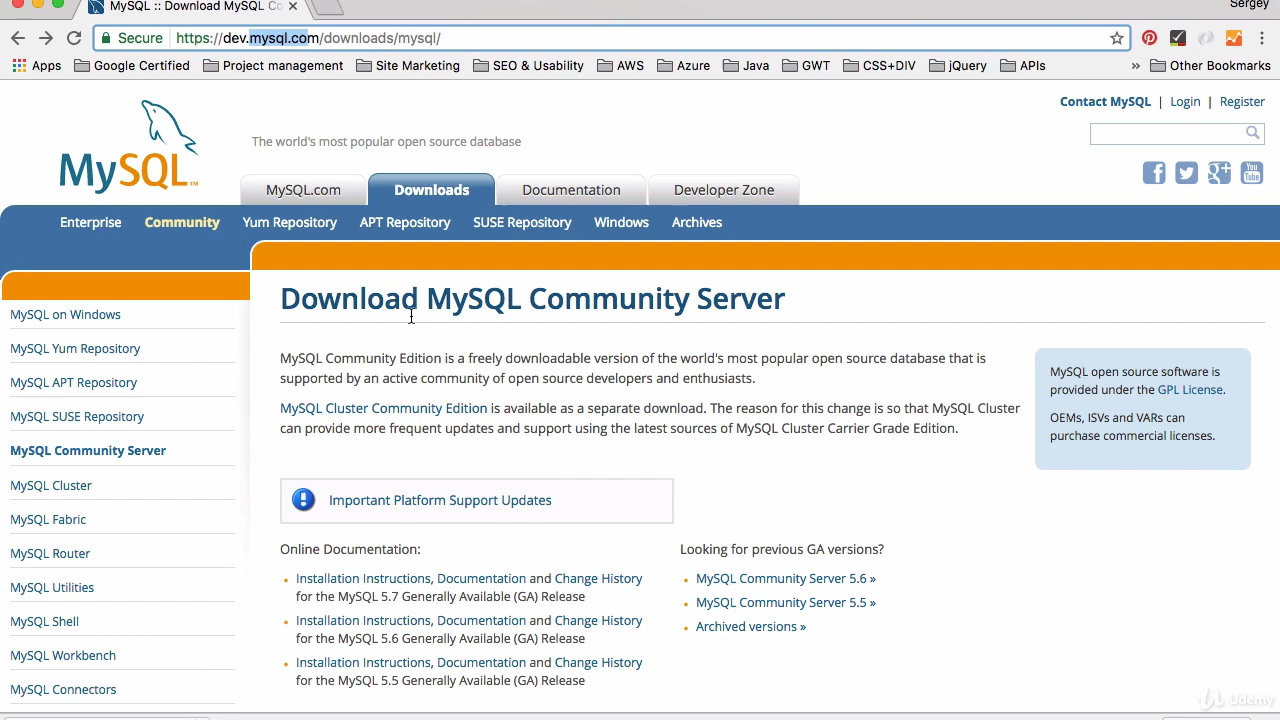 MySQL :: Download MySQL Co
Sergey
Secure https://dev.mysql.com/downloads/mysql/
Apps Google Certified Project management Site Marketing SEO & Usability AWS Azure Java GWT CSS+DIV jQuery APIs » Other Bookmarks
Contact MySQL | Login | Register
MySQL™
The world's most popular open source database
MySQL.com Downloads Documentation Developer Zone
f g+ You Tube
Enterprise Community Yum Repository APT Repository SUSE Repository Windows Archives
MySQL on Windows
MySQL Yum Repository
MySQL APT Repository
MySQL SUSE Repository
MySQL Community Server
MySQL Cluster
MySQL Fabric
MySQL Router
MySQL Utilities
MySQL Shell
MySQL Workbench
MySQL Connectors
Download MySQL Community Server
MySQL Community Edition is a freely downloadable version of the world's most popular open source database that is
supported by an active community of open source developers and enthusiasts.
MySQL Cluster Community Edition is available as a separate download. The reason for this change is so that MySQL Cluster
can provide more frequent updates and support using the latest sources of MySQL Cluster Carrier Grade Edition.
MySQL open source software is
provided under the GPL License.
OEMs, ISVs and VARs can
purchase commercial licenses.
Important Platform Support Updates
Online Documentation:
Installation Instructions, Documentation and Change History
for the MySQL 5.7 Generally Available (GA) Release
Installation Instructions, Documentation and Change History
for the MySQL 5.6 Generally Available (GA) Release
Installation Instructions, Documentation and Change History
for the MySQL 5.5 Generally Available (GA) Release
Looking for previous GA versions?
MySQL Community Server 5.6 »
MySQL Community Server 5.5 »
Archived versions »
Udemy